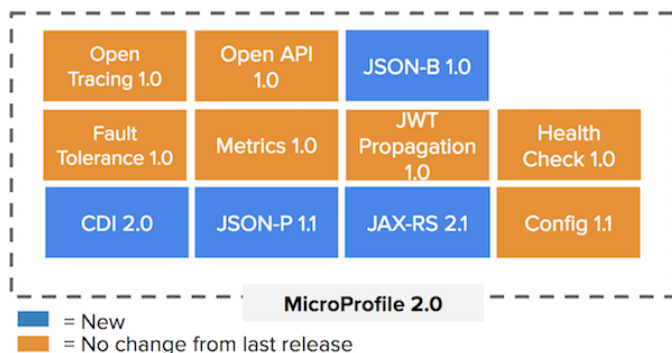 Open
Tracing 1.0
Open API
1.0
JSON-B 1.0
Fault
Tolerance 1.0
Metrics 1.0
JWT
Propagation
1.0
Health
Check 1.0
CDI 2.0
JSON-P 1.1
JAX-RS 2.1
Config 1.1
MicroProfile 2.0
= New
= No change from last release